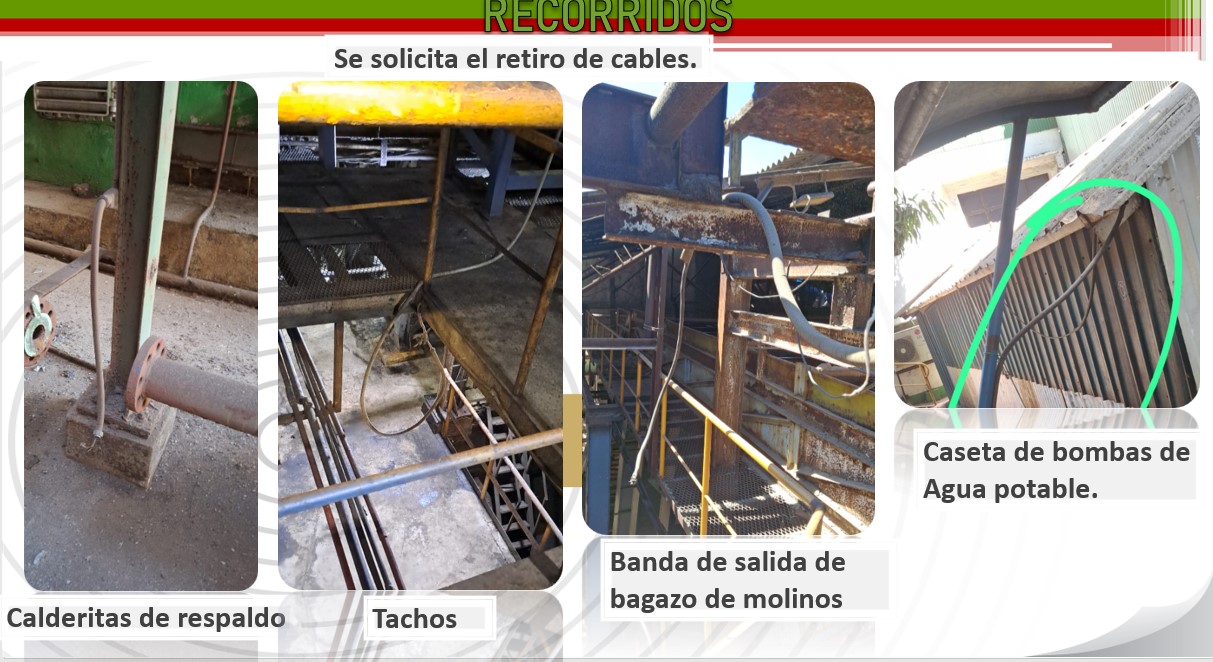 RECORRIDOS
Se solicita el retiro de cables.
Caseta de bombas de
Agua potable.
Banda de salida de
bagazo de molinos
Calderitas de respaldo
Tachos